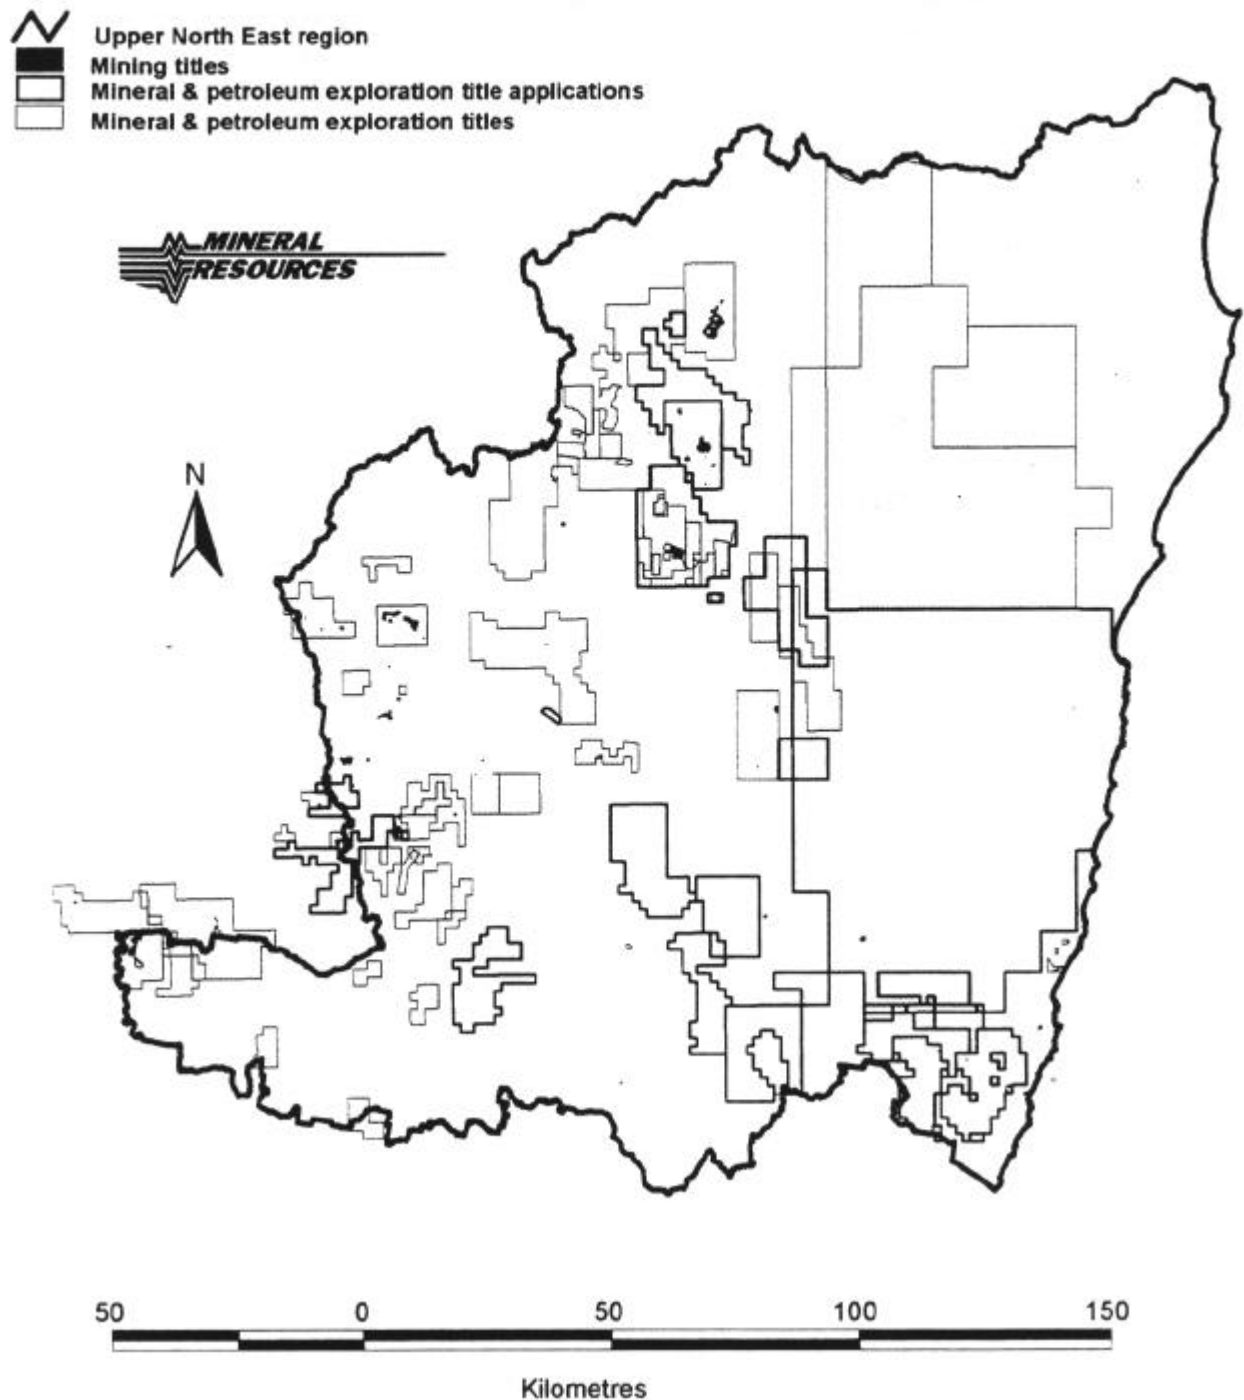 Upper North East region
Mining titles
Mineral & petroleum exploration title applications
Mineral & petroleum exploration titles
MINERAL
RESOURCES
N
50 0 50 100 150
Kilometres